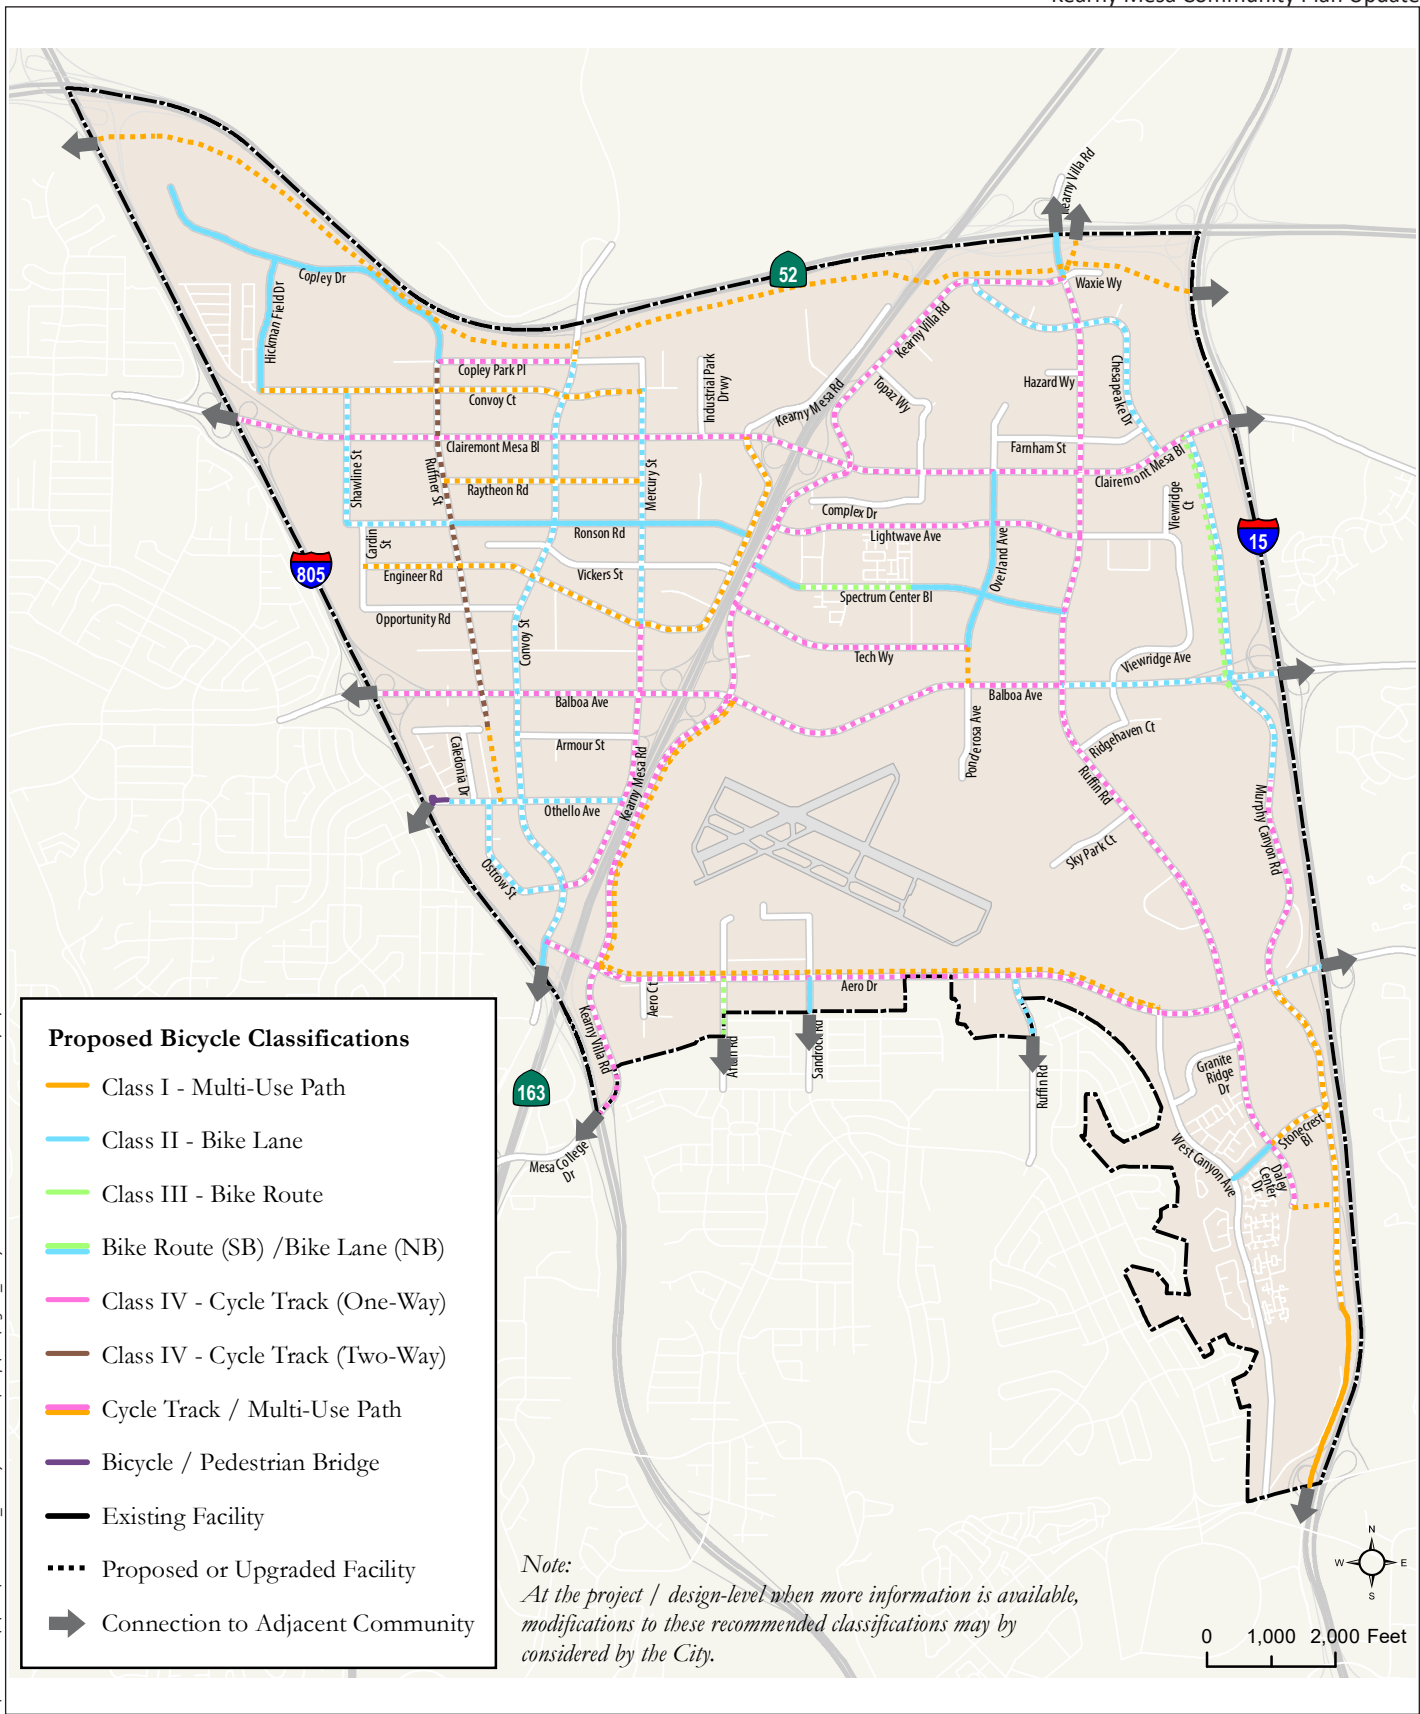 Kearny Mesa Community Plan Update
Kearny Villa Rd
52
Waxie Wy
Copley Dr
Hickman Field Dr
Kearny Villa Rd
Copley Park Pl
Industrial Park
Drwy
Kearny Mesa Rd
Topaz Wy
Hazard Wy
Chesapeake Dr
Convoy Ct
Clairemont Mesa Bl
Farnham St
Clairemont Mesa Bl
Shawline St
Ruffner St
Raytheon Rd
Mercury St
Viewridge
Ct
Complex Dr
Ronson Rd
Lightwave Ave
15
Cardin
St
805
Engineer Rd
Vickers St
Overland Ave
Spectrum Center Bl
Opportunity Rd
Convoy St
Tech Wy
Viewridge Ave
Balboa Ave
Balboa Ave
Armour St
Caledonia Dr
Ponderosa Ave
Ridgehaven Ct
Kearny Mesa Rd
Ruffin Rd
Othello Ave
Murphy Canyon Rd
Sky Park Ct
Ostrow St
Aero Ct
Aero Dr
Kearny Villa Rd
Sandrock Rd
Ruffin Rd
Granite
Ridge
Dr
163
Stonecrest
Bl
West Canyon Ave
Daley
Center
Dr
Mesa College
Dr
Proposed Bicycle Classifications
Class I - Multi-Use Path
Class II - Bike Lane
Class III - Bike Route
Bike Route (SB) /Bike Lane (NB)
Class IV - Cycle Track (One-Way)
Class IV - Cycle Track (Two-Way)
Cycle Track / Multi-Use Path
Bicycle / Pedestrian Bridge
Existing Facility
Proposed or Upgraded Facility
Connection to Adjacent Community
Note:
At the project / design-level when more information is available,
modifications to these recommended classifications may by
considered by the City.
N
W E
S
0 1,000 2,000 Feet